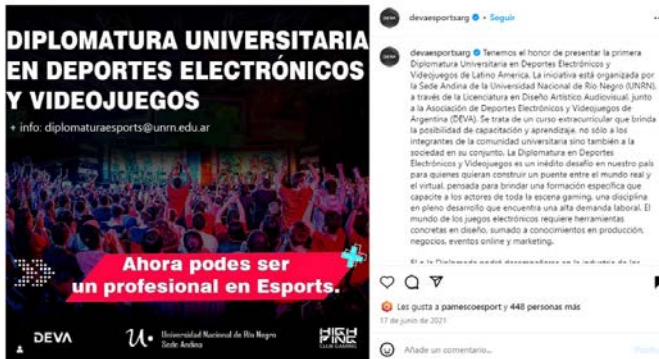 DIPLOMATURA UNIVERSITARIA
EN DEPORTES ELECTRÓNICOS
Y VIDEOJUEGOS
+ info: diplomaturaesports@unrn.edu.ar
Ahora podes ser
un profesional en Esports.
DEVA
Universidad Nacional de Río Negro
Sede Andina
HIGH
PING
CLUB GAMING
devaesportsarg • Seguir
devaesportsarg Tenemos el honor de presentar la primera
Diplomatura Universitaria en Deportes Electrónicos y
Videojuegos de Latino America. La iniciativa está organizada por
la Sede Andina de la Universidad Nacional de Río Negro (UNRN),
a través de la Licenciatura en Diseño Artístico Audiovisual, junto
a la Asociación de Deportes Electrónicos y Videojuegos de
Argentina (DEVA). Se trata de un curso extracurricular que brinda
la posibilidad de capacitación y aprendizaje, no sólo a los
integrantes de la comunidad universitaria sino también a la
sociedad en su conjunto. La Diplomatura en Deportes
Electrónicos y Videojuegos es un inédito desafío en nuestro país
para quienes quieran construir un puente entre el mundo real y
el virtual, pensada para brindar una formación específica que
capacite a los actores de toda la escena gaming, una disciplina
en pleno desarrollo que encuentra una alta demanda laboral. El
mundo de los juegos electrónicos requiere herramientas
concretas en diseño, sumado a conocimientos en producción,
negocios, eventos online y marketing.
Les gusta a pamescoesport y 448 personas más
17 de junio de 2021
Añade un comentario...